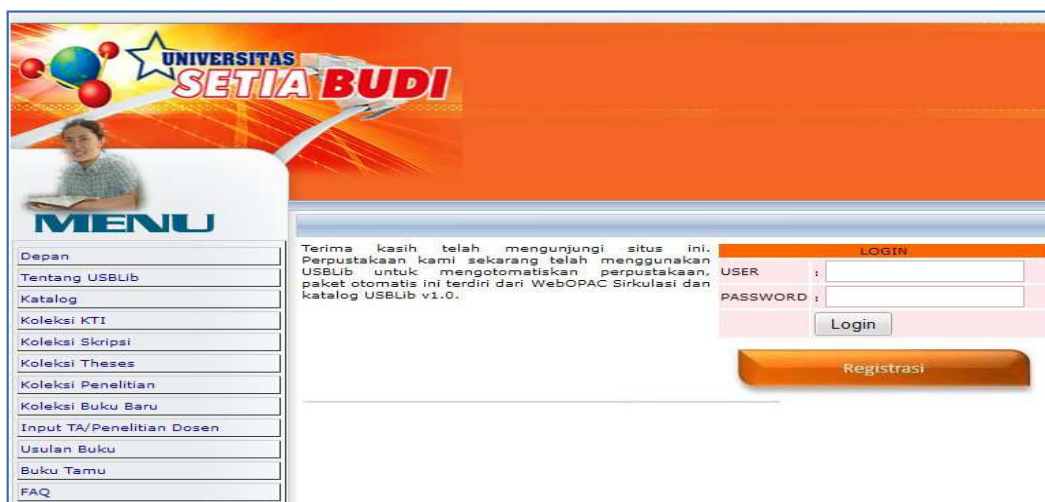 UNIVERSITAS
SETIA BUDI
MENU
Depan
Tentang USBLib
Katalog
Koleksi KTI
Koleksi Skripsi
Koleksi Theses
Koleksi Penelitian
Koleksi Buku Baru
Input TA/Penelitian Dosen
Usulan Buku
Buku Tamu
FAQ
Terima kasih telah mengunjungi situs ini.
Perpustakaan kami sekarang telah menggunakan
USBLib untuk mengotomatiskan perpustakaan,
paket otomatis ini terdiri dari WebOPAC Sirkulasi dan
katalog USBLib v1.0.
LOGIN
USER :
PASSWORD :
Login
Registrasi